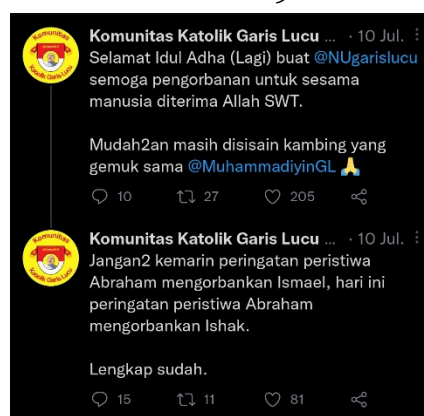 Komunitas Katolik Garis Lucu ... · 10 Jul.
Selamat Idul Adha (Lagi) buat @NUgarislucu
semoga pengorbanan untuk sesama
manusia diterima Allah SWT.
Mudah2an masih disisain kambing yang
gemuk sama @MuhammadiyinGL 🙏
10 27 205
Komunitas Katolik Garis Lucu ... · 10 Jul.
Jangan2 kemarin peringatan peristiwa
Abraham mengorbankan Ismael, hari ini
peringatan peristiwa Abraham
mengorbankan Ishak.
Lengkap sudah.
15 11 81